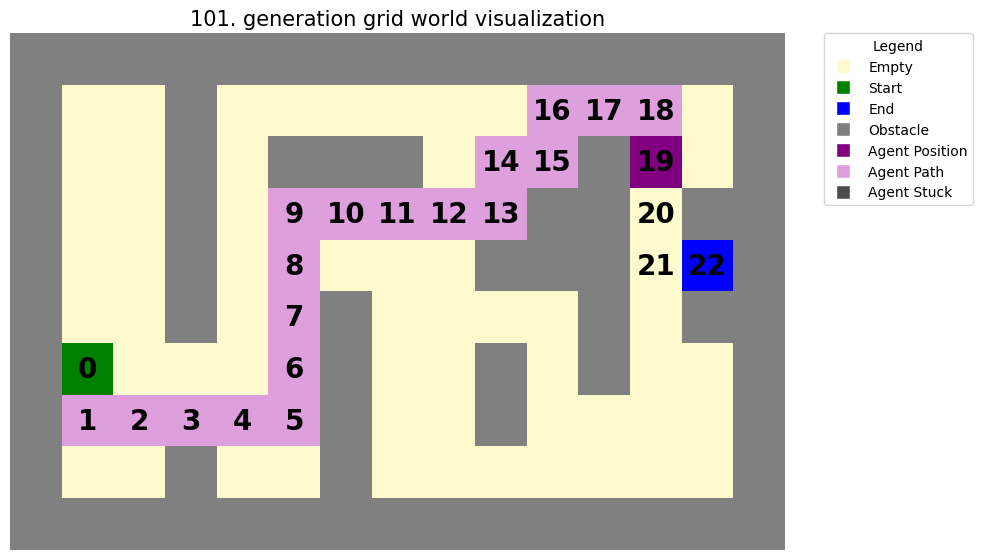 101. generation grid world visualization
Legend
Empty
Start
End
Obstacle
Agent Position
Agent Path
Agent Stuck
16 17 18
14 15 19
9 10 11 12 13 20
8 21 22
7
0 6
1 2 3 4 5